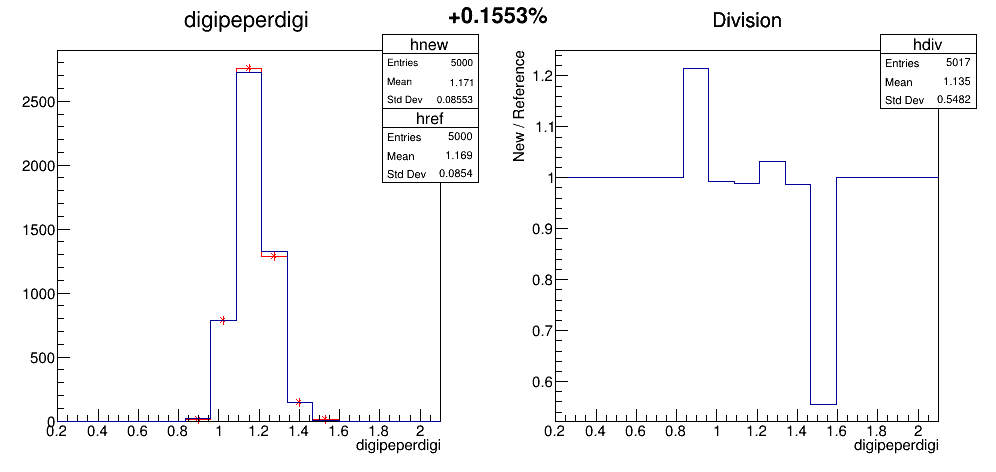 +0.1553%
digipeperdigi
hnew
Entries 5000
Mean 1.171
Std Dev 0.08553
href
Entries 5000
Mean 1.169
Std Dev 0.0854
2500
2000
1500
1000
500
0
0.2 0.4 0.6 0.8 1 1.2 1.4 1.6 1.8 2
digipeperdigi
Division
hdiv
Entries 5017
Mean 1.135
Std Dev 0.5482
New / Reference
1.2
1.1
1
0.9
0.8
0.7
0.6
0.2 0.4 0.6 0.8 1 1.2 1.4 1.6 1.8 2
digipeperdigi